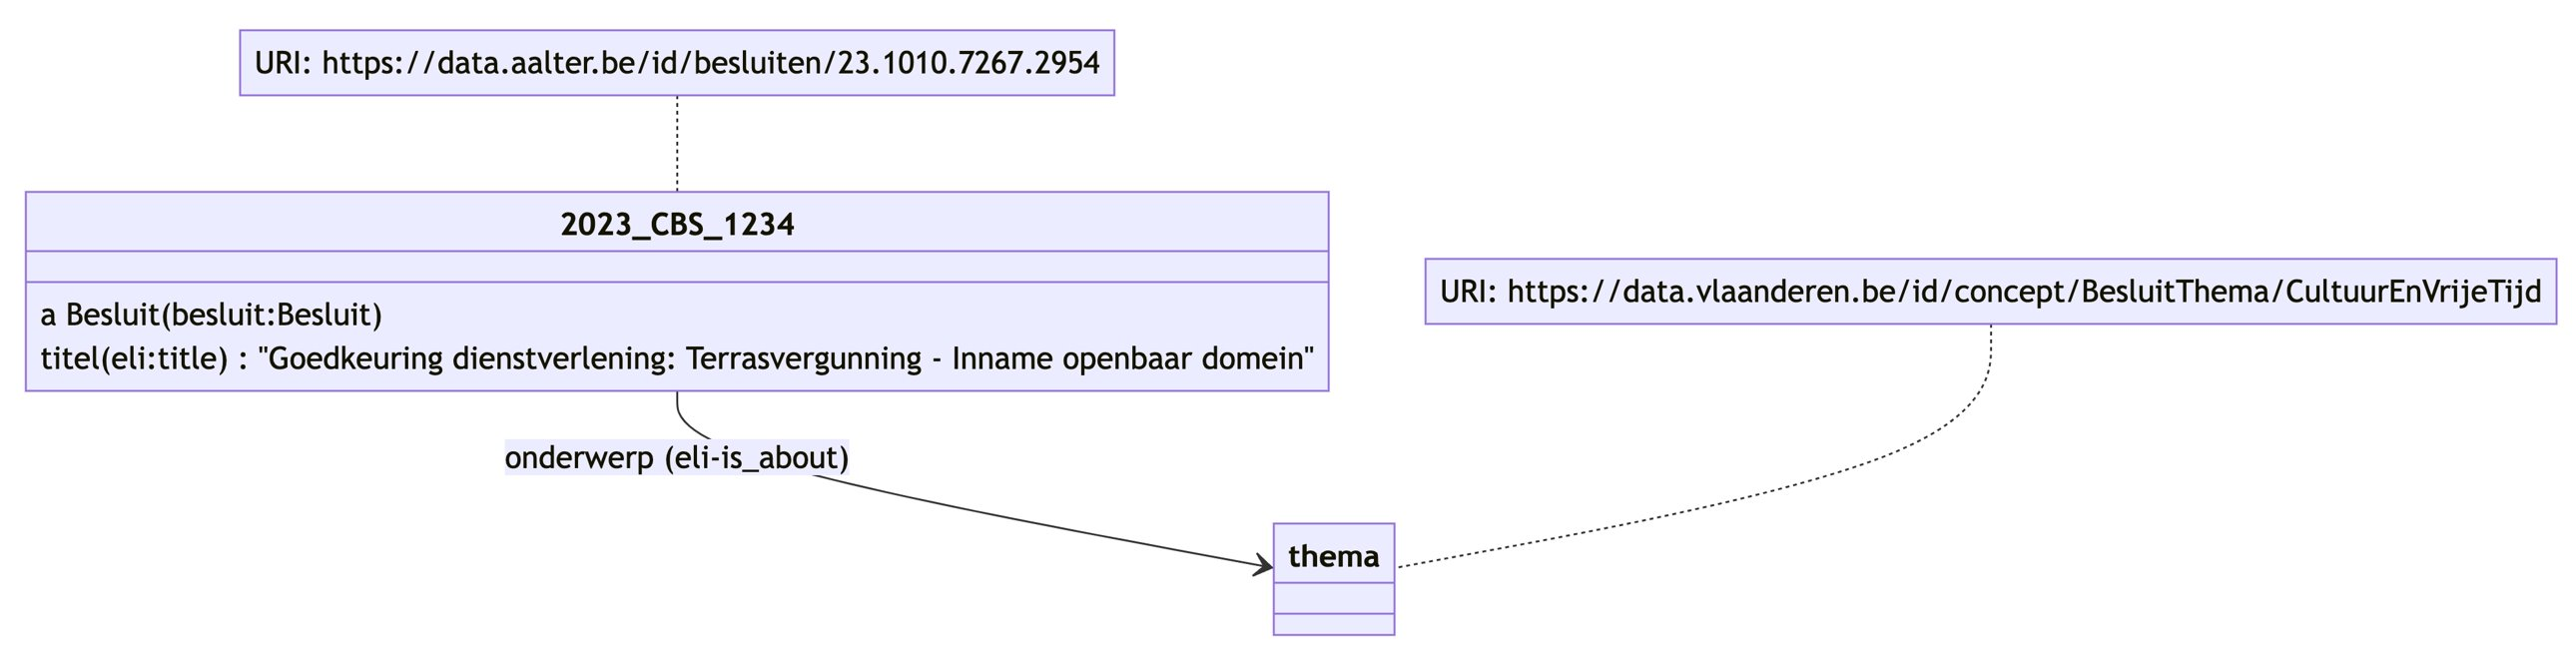 URI: https://data.aalter.be/id/besluiten/23.1010.7267.2954
2023_CBS_1234
a Besluit(besluit:Besluit)
titel(eli:title) : "Goedkeuring dienstverlening: Terrasvergunning - Inname openbaar domein"
URI: https://data.vlaanderen.be/id/concept/BesluitThema/CultuurEnVrijeTijd
onderwerp (eli-is_about)
thema